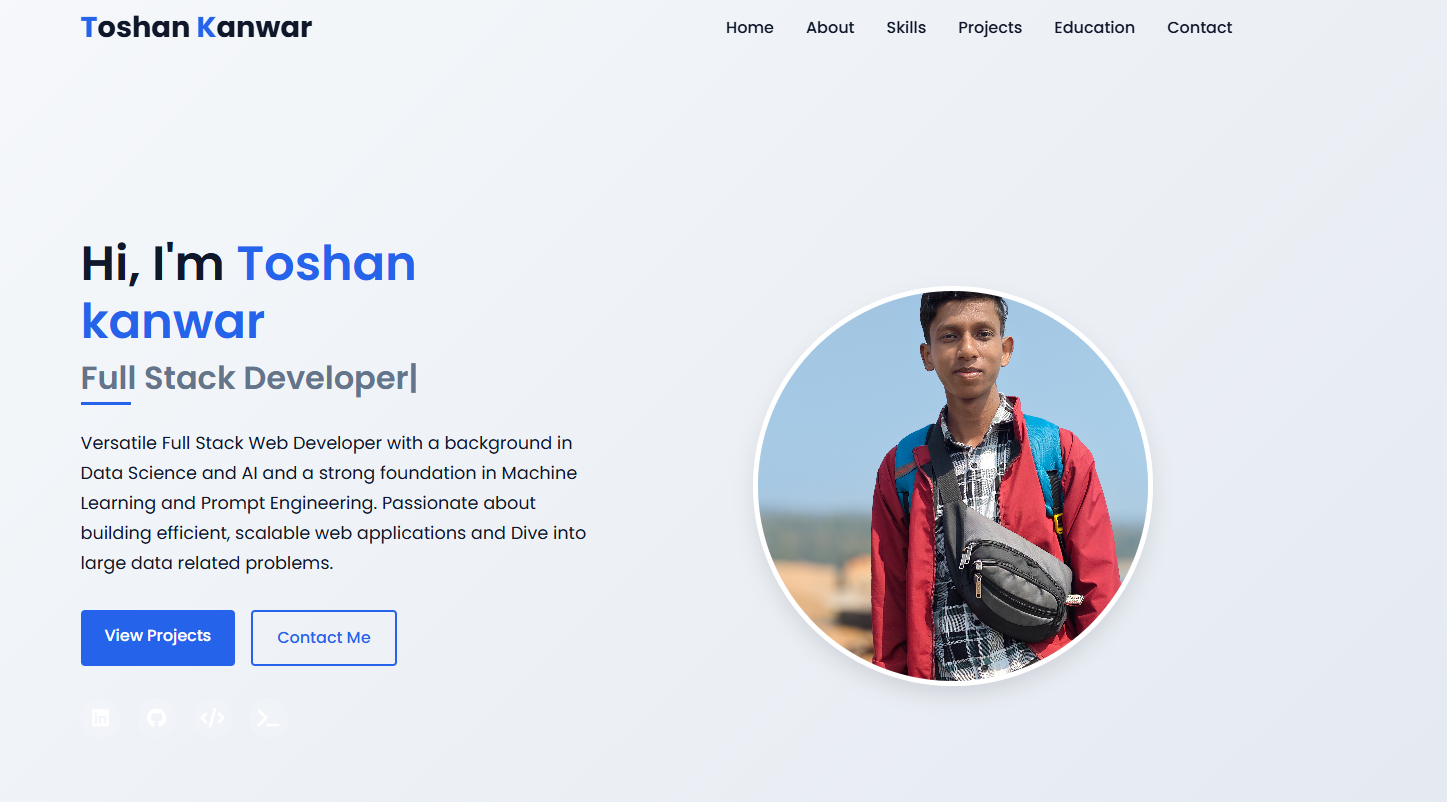 Toshan Kanwar
Home About Skills Projects Education Contact
Hi, I'm Toshan
kanwar
Full Stack Developer|
Versatile Full Stack Web Developer with a background in
Data Science and AI and a strong foundation in Machine
Learning and Prompt Engineering. Passionate about
building efficient, scalable web applications and Dive into
large data related problems.
View Projects
Contact Me